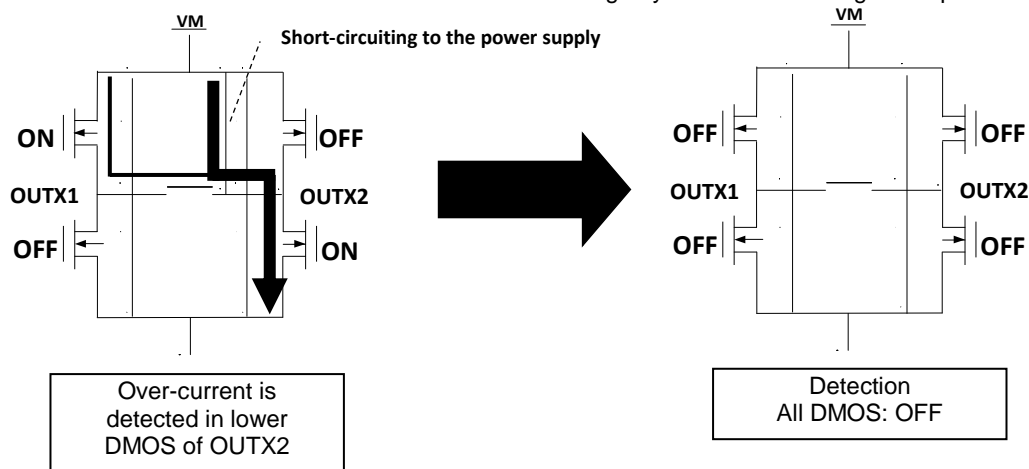 VM
Short-circuiting to the power supply
ON
OFF
OUTX1
OUTX2
OFF
ON
Over-current is
detected in lower
DMOS of OUTX2
VM
OFF
OFF
OUTX1
OUTX2
OFF
OFF
Detection
All DMOS: OFF